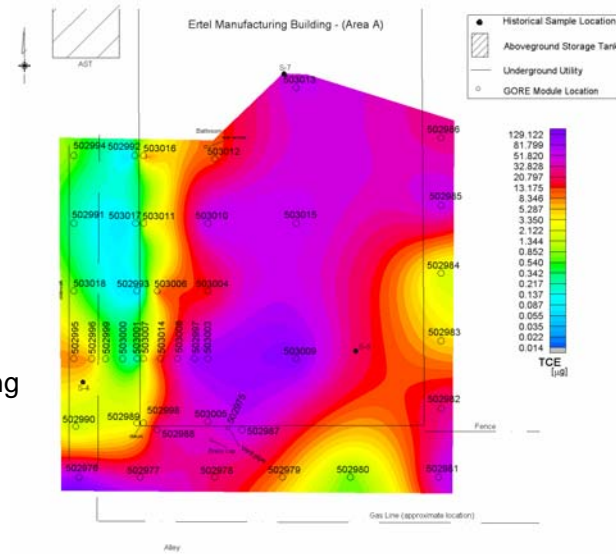 Ertel Manufacturing Building - (Area A)
Historical Sample Location
Aboveground Storage Tank
Underground Utility
GORE Module Location
AST
S-7
503013
502986
502994 502992 503016
503012
502985
502991 503017 503011 503010 503015
502984
503018 502993 503006 503004
502983
502995 502996 502999 503000 503001 503007 503014 503008 502997 503003
503009
ng
S-4
502982
502990 502989 502998 503005 502975
502988 502987
Fence
502976 502977 502978 502979 502980 502981
129.122
81.799
51.820
32.828
20.797
13.175
8.346
5.287
3.350
2.122
1.344
0.852
0.540
0.342
0.217
0.137
0.087
0.055
0.035
0.022
0.014
TCE
[µg]
Gas Line (approximate location)
Alley